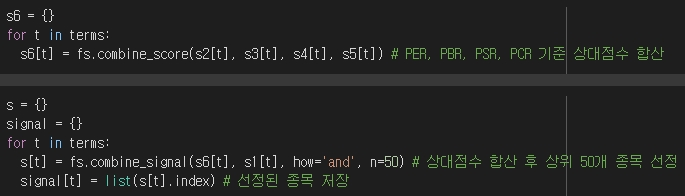 s6 = {}
for t in terms:
s6[t] = fs.combine_score(s2[t], s3[t], s4[t], s5[t]) # PER, PBR, PSR, PCR 기준 상대점수 합산
s = {}
signal = {}
for t in terms:
s[t] = fs.combine_signal(s6[t], s1[t], how='and', n=50) # 상대점수 합산 후 상위 50개 종목 선정
signal[t] = list(s[t].index) # 선정된 종목 저장